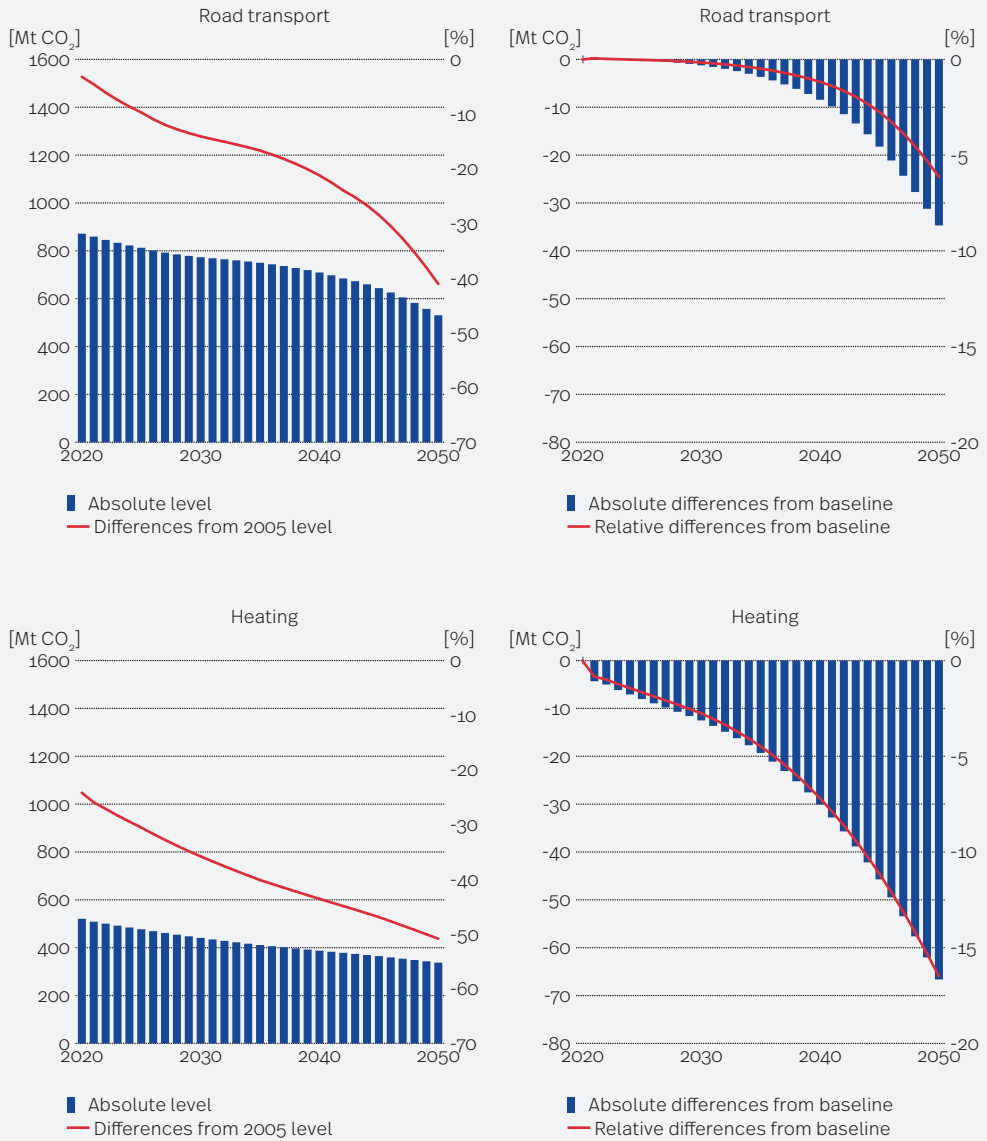 Road transport
[Mt CO₂] [%]
1600 0
1400 -10
1200 -20
1000 -30
800
600 -40
400 -50
200 -60
0 -70
2020 2030 2040 2050
Absolute level
Differences from 2005 level
Road transport
[Mt CO₂] [%]
0 0
-10
-20 -5
-30
-40 -10
-50
-60 -15
-70
-80 -20
2020 2030 2040 2050
Absolute differences from baseline
Relative differences from baseline
Heating
[Mt CO₂] [%]
1600 0
1400 -10
1200 -20
1000 -30
800
600 -40
400 -50
200 -60
0 -70
2020 2030 2040 2050
Absolute level
Differences from 2005 level
Heating
[Mt CO₂] [%]
0 0
-10
-20 -5
-30
-40 -10
-50
-60 -15
-70
-80 -20
2020 2030 2040 2050
Absolute differences from baseline
Relative differences from baseline